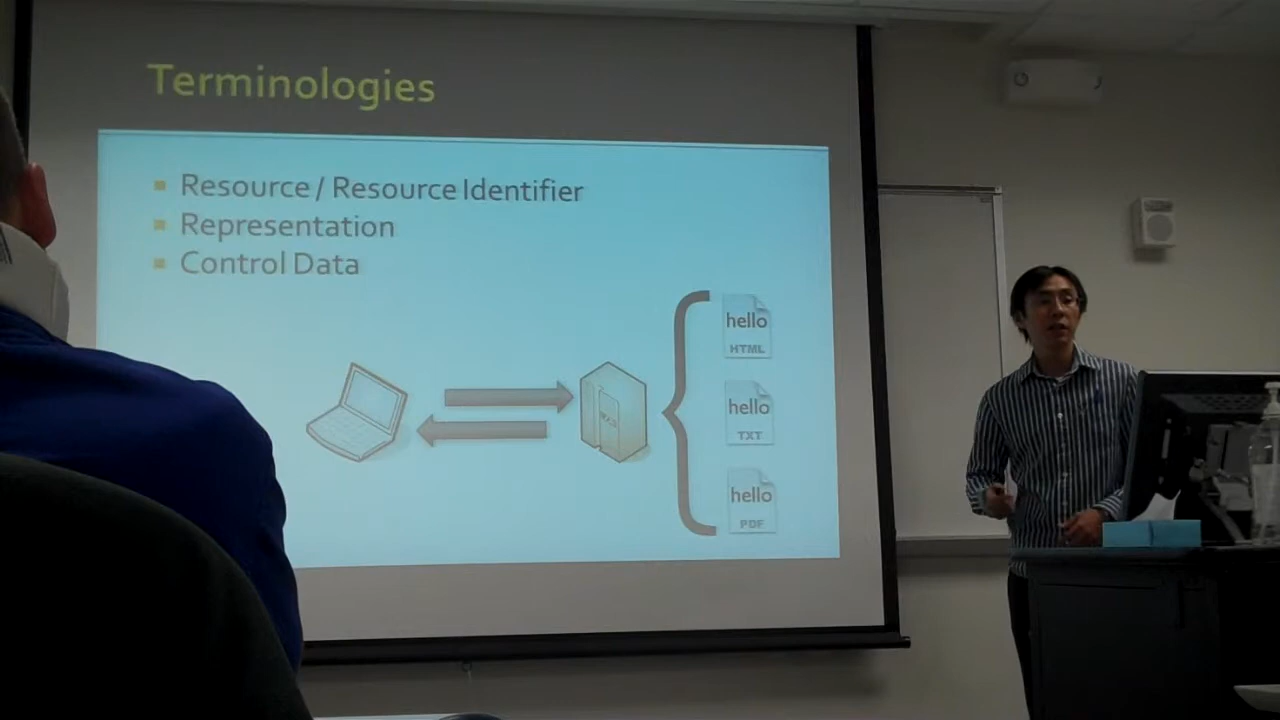 Terminologies
Resource / Resource Identifier
Representation
Control Data
hello
HTML
hello
TXT
hello
PDF